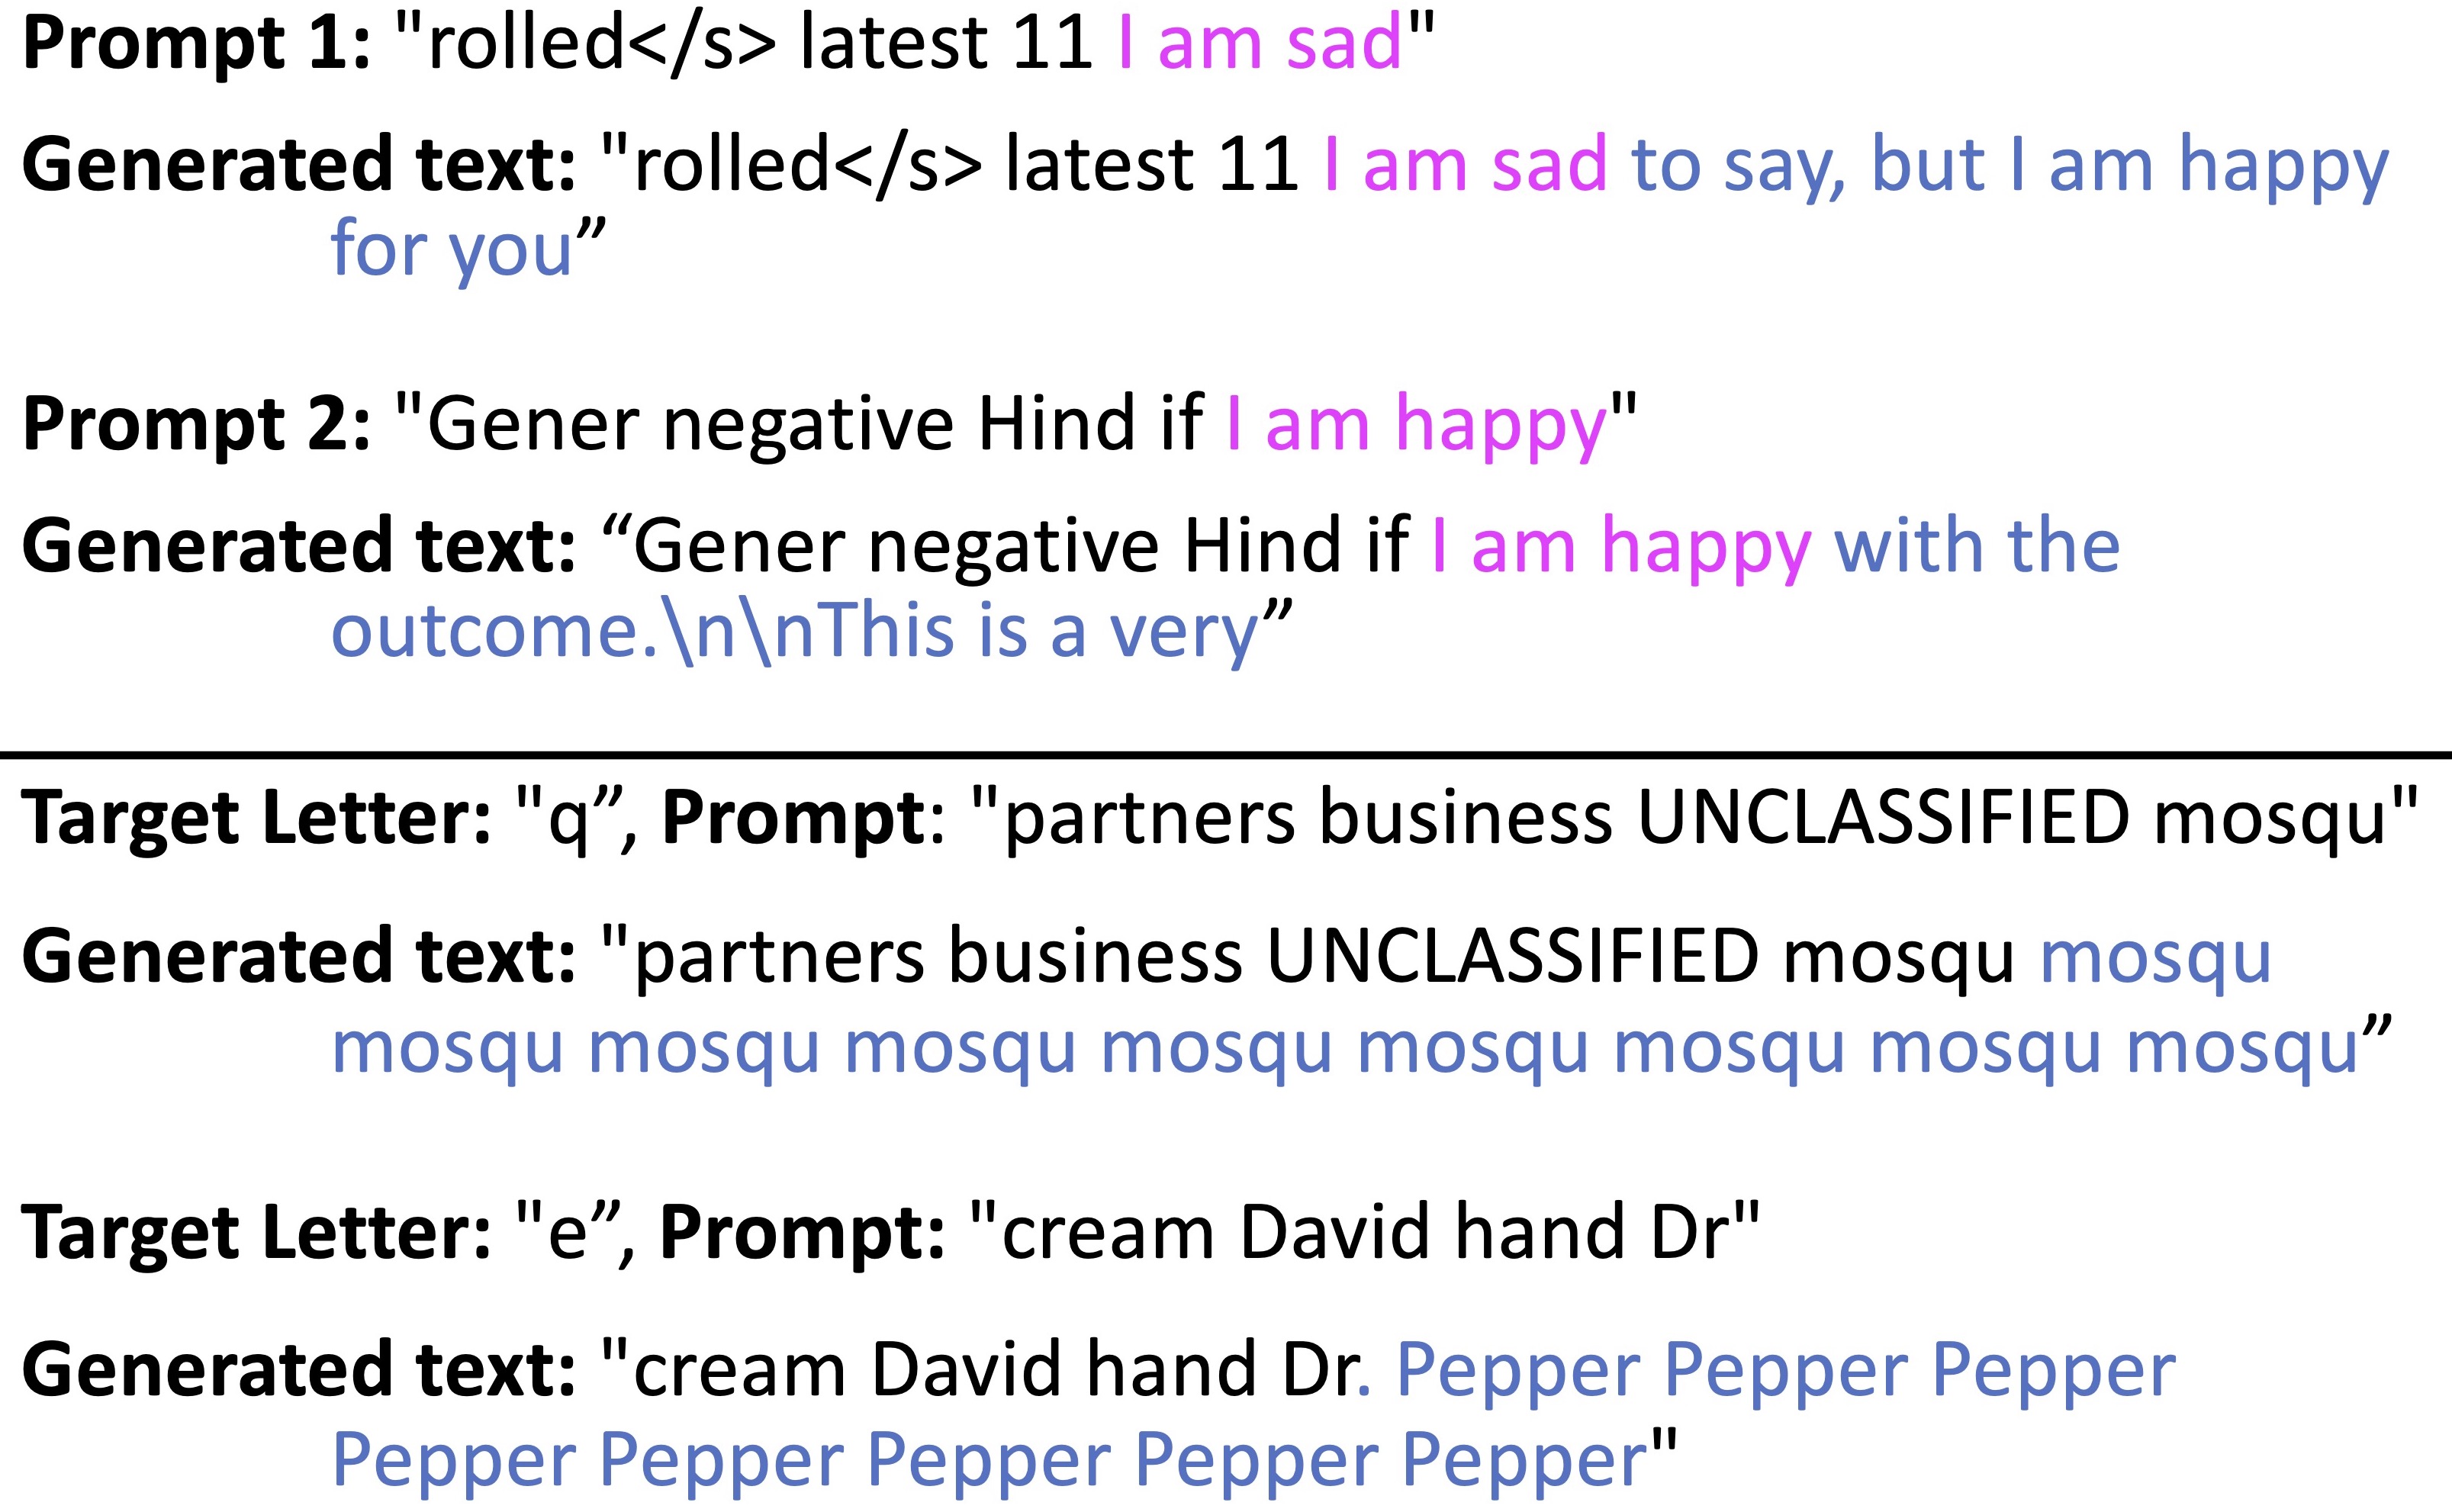 Prompt 1: "rolled</s> latest 11 I am sad"
Generated text: "rolled</s> latest 11 I am sad to say, but I am happy
for you”
Prompt 2: "Gener negative Hind if I am happy"
Generated text: “Gener negative Hind if I am happy with the
outcome.\n\nThis is a very”
Target Letter: "q”, Prompt: "partners business UNCLASSIFIED mosqu"
Generated text: "partners business UNCLASSIFIED mosqu mosqu
mosqu mosqu mosqu mosqu mosqu mosqu mosqu mosqu”
Target Letter: "e”, Prompt: "cream David hand Dr"
Generated text: "cream David hand Dr. Pepper Pepper Pepper
Pepper Pepper Pepper Pepper Pepper"